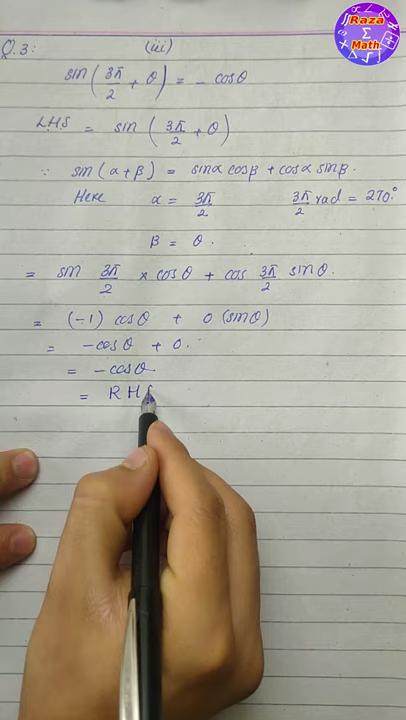 Raza
Σ
Math
Q.3: (iii)
sin(3π/2 + θ) = - cosθ
LHS = sin (3π/2 + θ)
∵ sin(α+β) = sinα cosβ + cosα sinβ.
Here α = 3π/2 3π/2 rad = 270°
β = θ.
= sin 3π/2 × cosθ + cos 3π/2 sinθ.
= (-1) cosθ + 0 (sinθ)
= -cosθ + 0.
= -cosθ.
= RHS